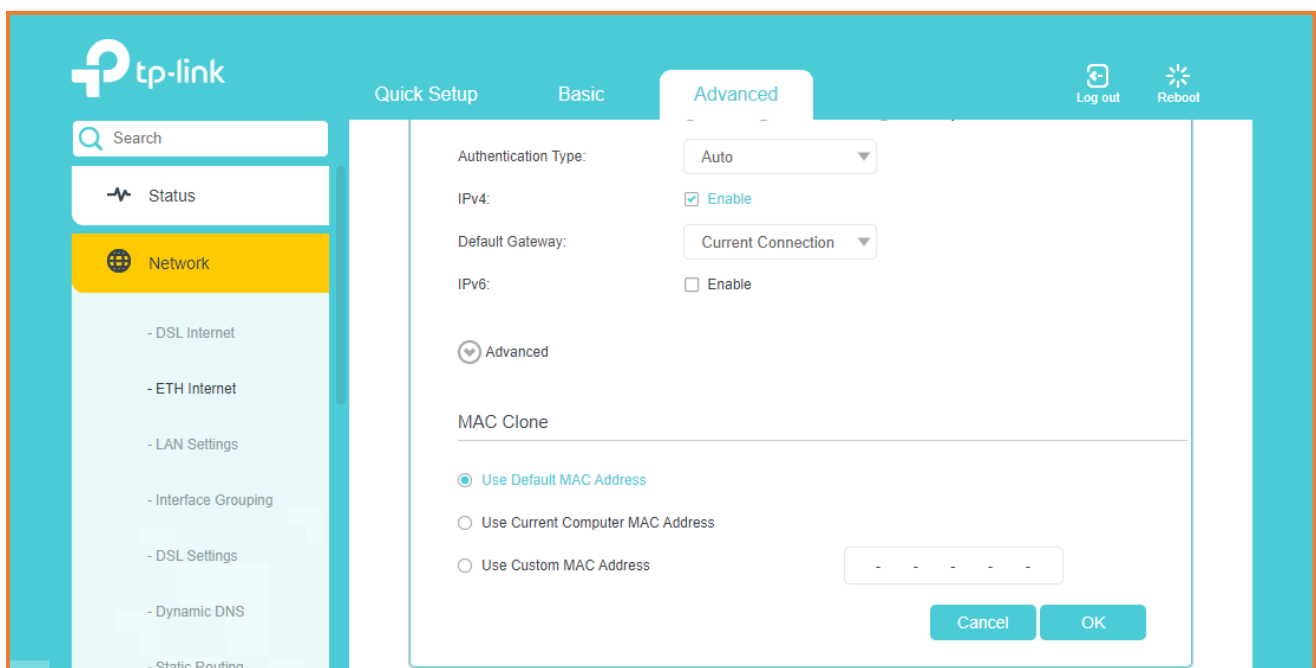 tp-link
Quick Setup
Basic
Advanced
Log out
Reboot
Search
Status
Network
- DSL Internet
- ETH Internet
- LAN Settings
- Interface Grouping
- DSL Settings
- Dynamic DNS
- Static Routing
Authentication Type: Auto
IPv4: Enable
Default Gateway: Current Connection
IPv6: Enable
Advanced
MAC Clone
Use Default MAC Address
Use Current Computer MAC Address
Use Custom MAC Address - - - - -
Cancel OK